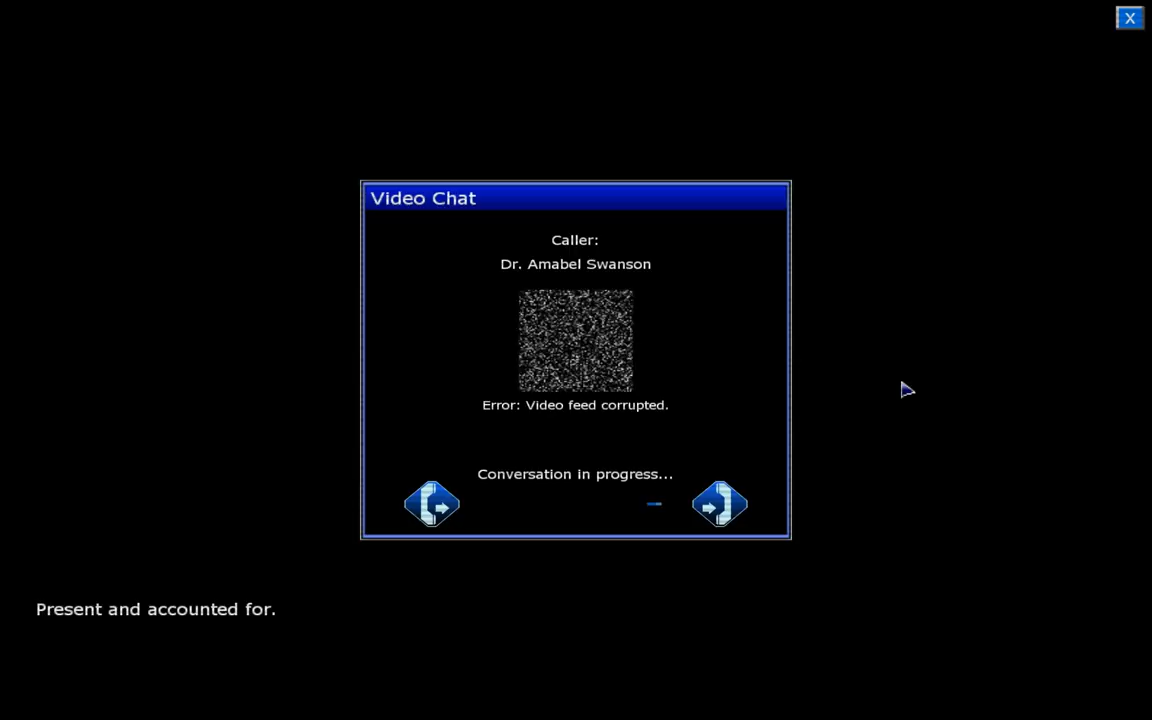 X
Video Chat
Caller:
Dr. Amabel Swanson
Error: Video feed corrupted.
Conversation in progress...
Present and accounted for.